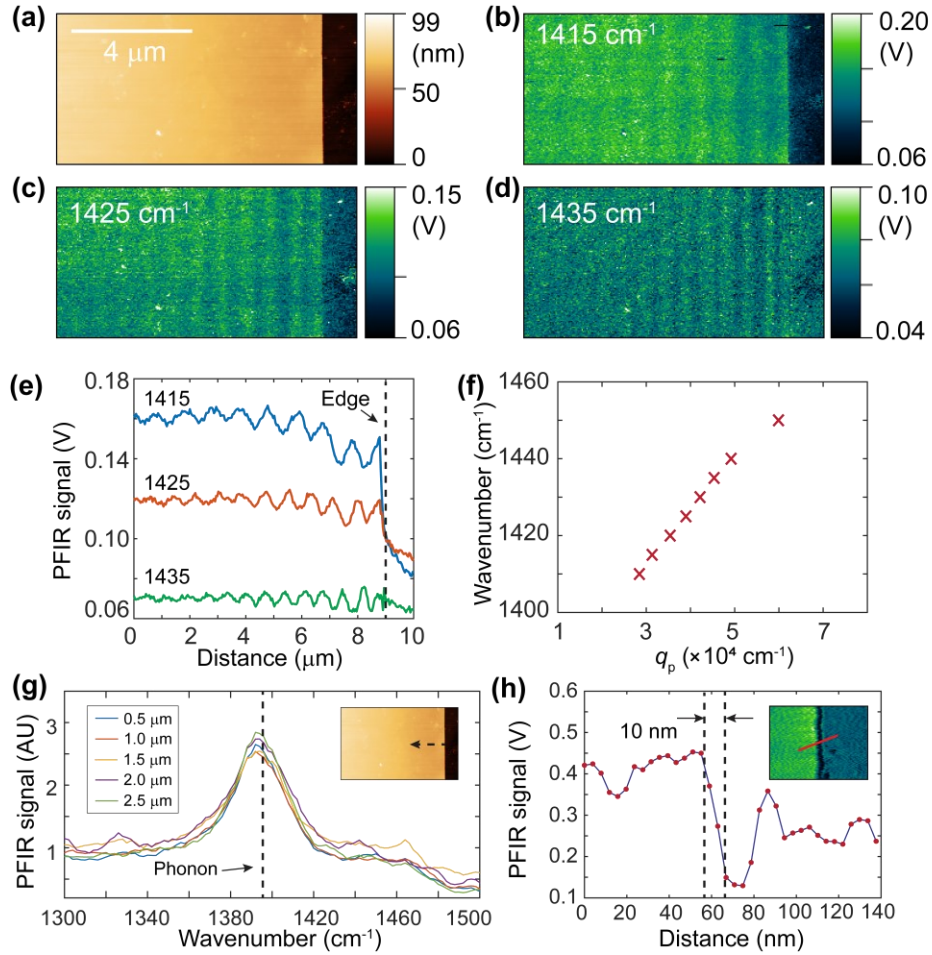 (a)
4 μm
99
(nm)
50
0
(b)
1415 cm⁻¹
0.20
(V)
0.06
(c)
1425 cm⁻¹
0.15
(V)
0.06
(d)
1435 cm⁻¹
0.10
(V)
0.04
(e)
PFIR signal (V)
0.18
0.14
0.10
0.06
1415
1425
1435
Edge
0 2 4 6 8 10
Distance (μm)
(f)
Wavenumber (cm⁻¹)
1460
1440
1420
1400
1 3 5 7
qₚ (×10⁴ cm⁻¹)
(g)
PFIR signal (AU)
3
2
1
0.5 μm
1.0 μm
1.5 μm
2.0 μm
2.5 μm
Phonon
1300 1340 1380 1420 1460 1500
Wavenumber (cm⁻¹)
(h)
PFIR signal (V)
0.6
0.5
0.4
0.3
0.2
0.1
10 nm
0 20 40 60 80 100 120 140
Distance (nm)